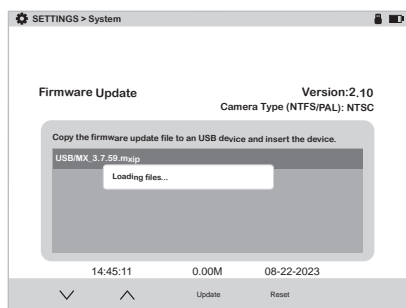 SETTINGS > System
Firmware Update
Version:2.10
Camera Type (NTFS/PAL): NTSC
Copy the firmware update file to an USB device and insert the device.
USB/MX_3.7.59.mxip
Loading files...
14:45:11 0.00M 08-22-2023
Update Reset